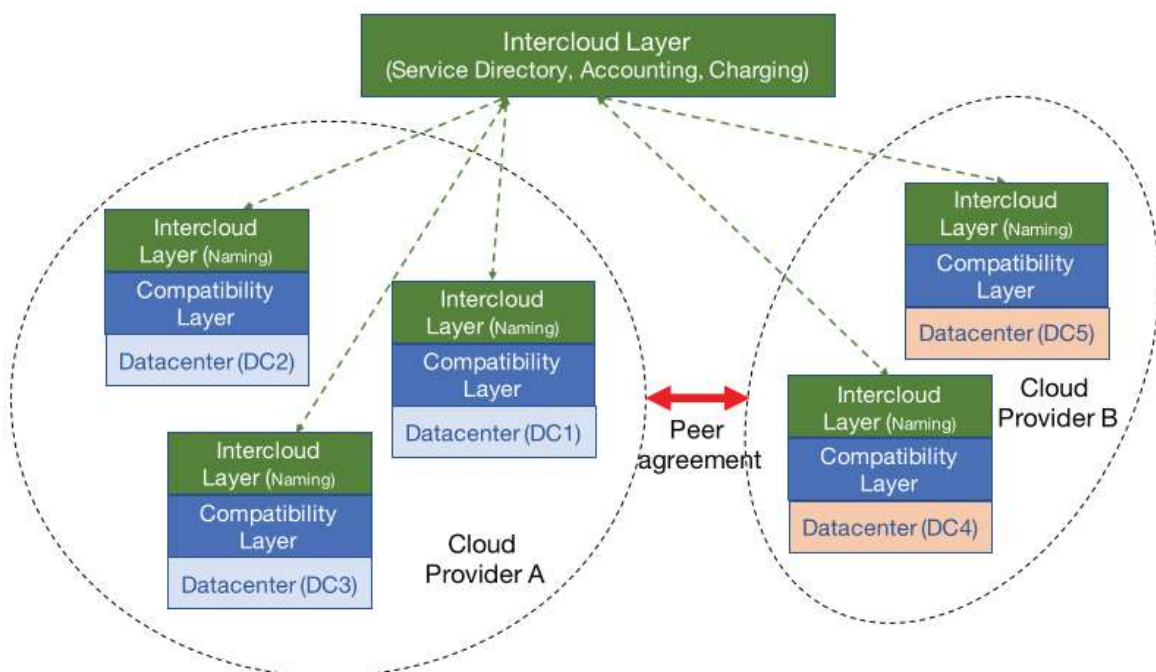 Intercloud Layer
(Service Directory, Accounting, Charging)
Intercloud
Layer (Naming)
Compatibility
Layer
Datacenter (DC2)
Intercloud
Layer (Naming)
Compatibility
Layer
Datacenter (DC1)
Intercloud
Layer (Naming)
Compatibility
Layer
Datacenter (DC3)
Cloud
Provider A
Peer
agreement
Intercloud
Layer (Naming)
Compatibility
Layer
Datacenter (DC5)
Cloud
Provider B
Intercloud
Layer (Naming)
Compatibility
Layer
Datacenter (DC4)